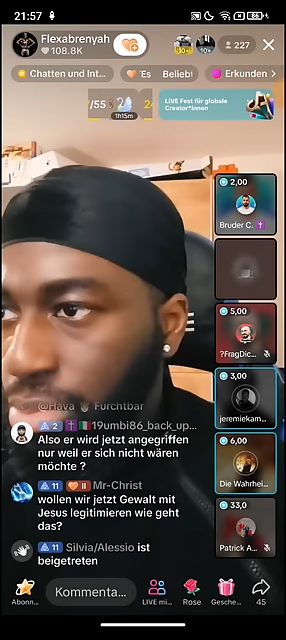 21:57
86
Flexabrenyah
108.8K
10+
227
Chatten und Int...
Es Beliebt
Erkunden
/55
1h15m
LIVE Fest für globale
Creator*innen
2,00
Bruder C. ✝
5,00
?FragDic...
3,00
jeremiekam...
6,00
Die Wahrhei...
33,0
Patrick A...
@Hava Furchtbar
2 ✝ 19umbi86_back_up...
Also er wird jetzt angegriffen
nur weil er sich nicht wären
möchte ?
11 II Mr-Christ
wollen wir jetzt Gewalt mit
Jesus legitimieren wie geht
das?
11 Silvia/Alessio ist
beigetreten
Abonn...
Kommenta...
LIVE mi...
Rose
Gesche...
45